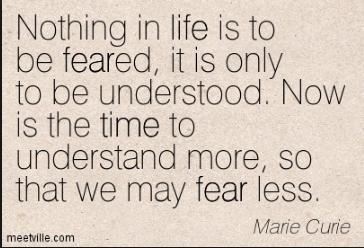 Nothing in life is to
be feared, it is only
to be understood. Now
is the time to
understand more, so
that we may fear less.
Marie Curie
meetville.com